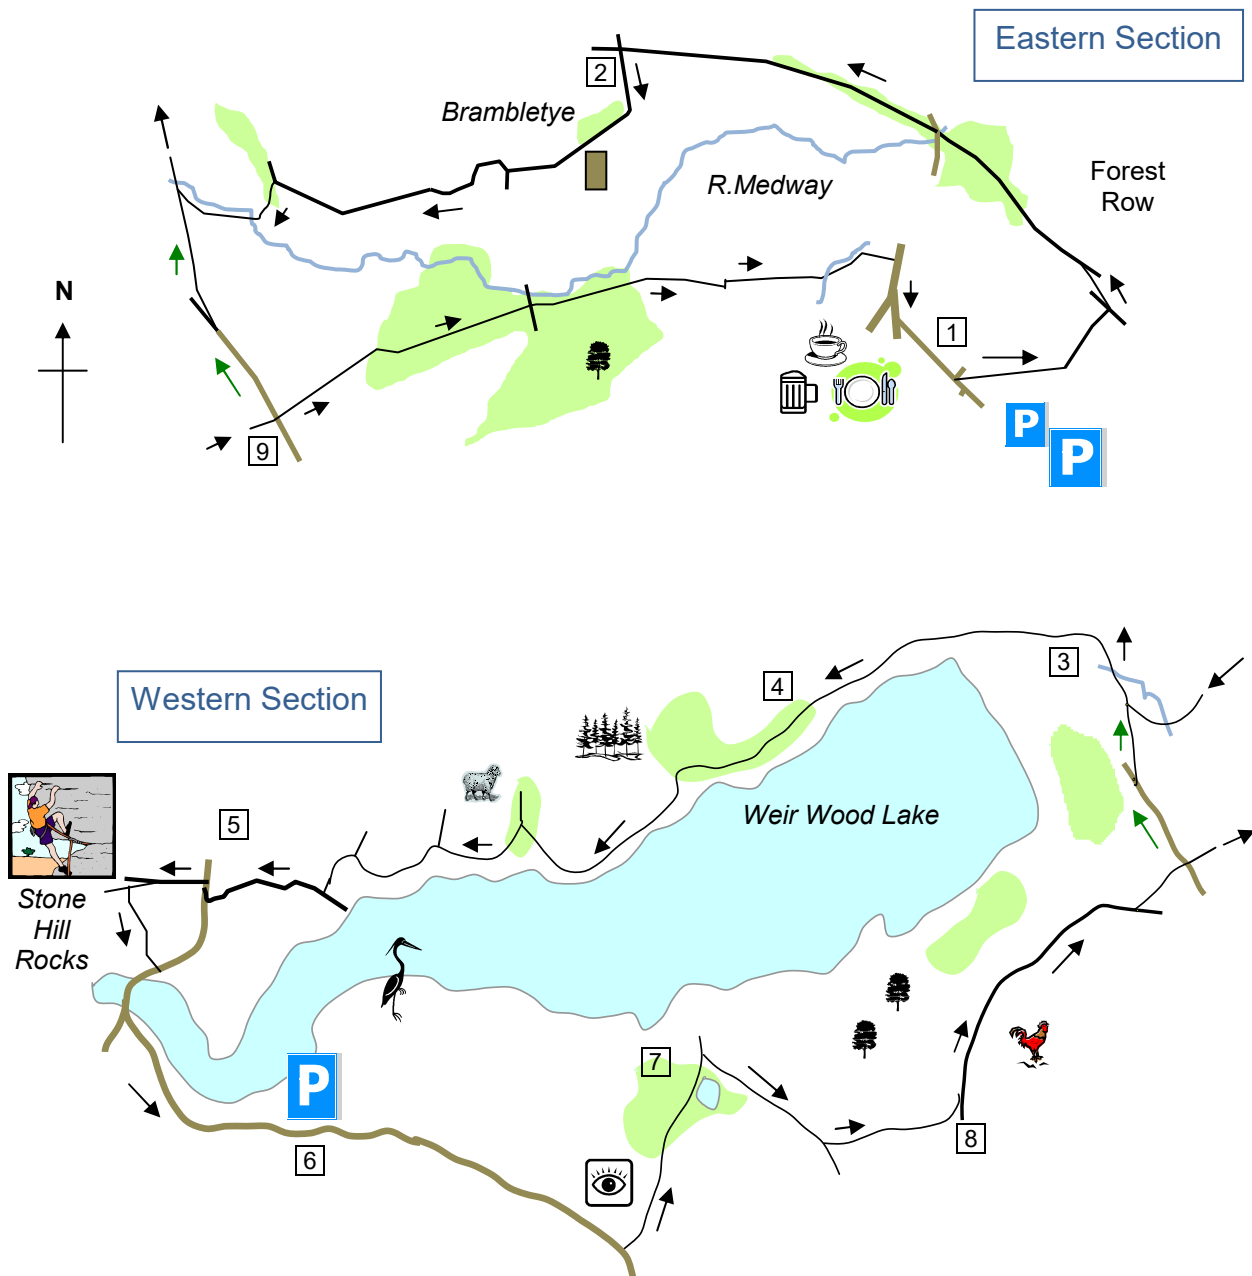 Eastern Section
2
Brambletye
R.Medway
Forest
Row
N
1
P
P
9
Western Section
3
4
Weir Wood Lake
5
Stone
Hill
Rocks
7
P
8
6